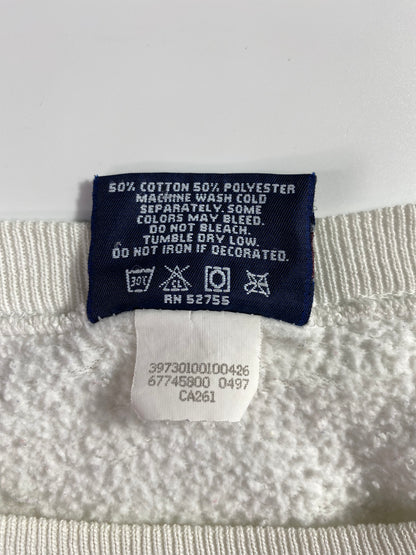 50% COTTON 50% POLYESTER
MACHINE WASH COLD
SEPARATELY. SOME
COLORS MAY BLEED.
DO NOT BLEACH.
TUMBLE DRY LOW.
DO NOT IRON IF DECORATED.
30°C CL
RN 52755
39730100100426
67745800 0497
CA261